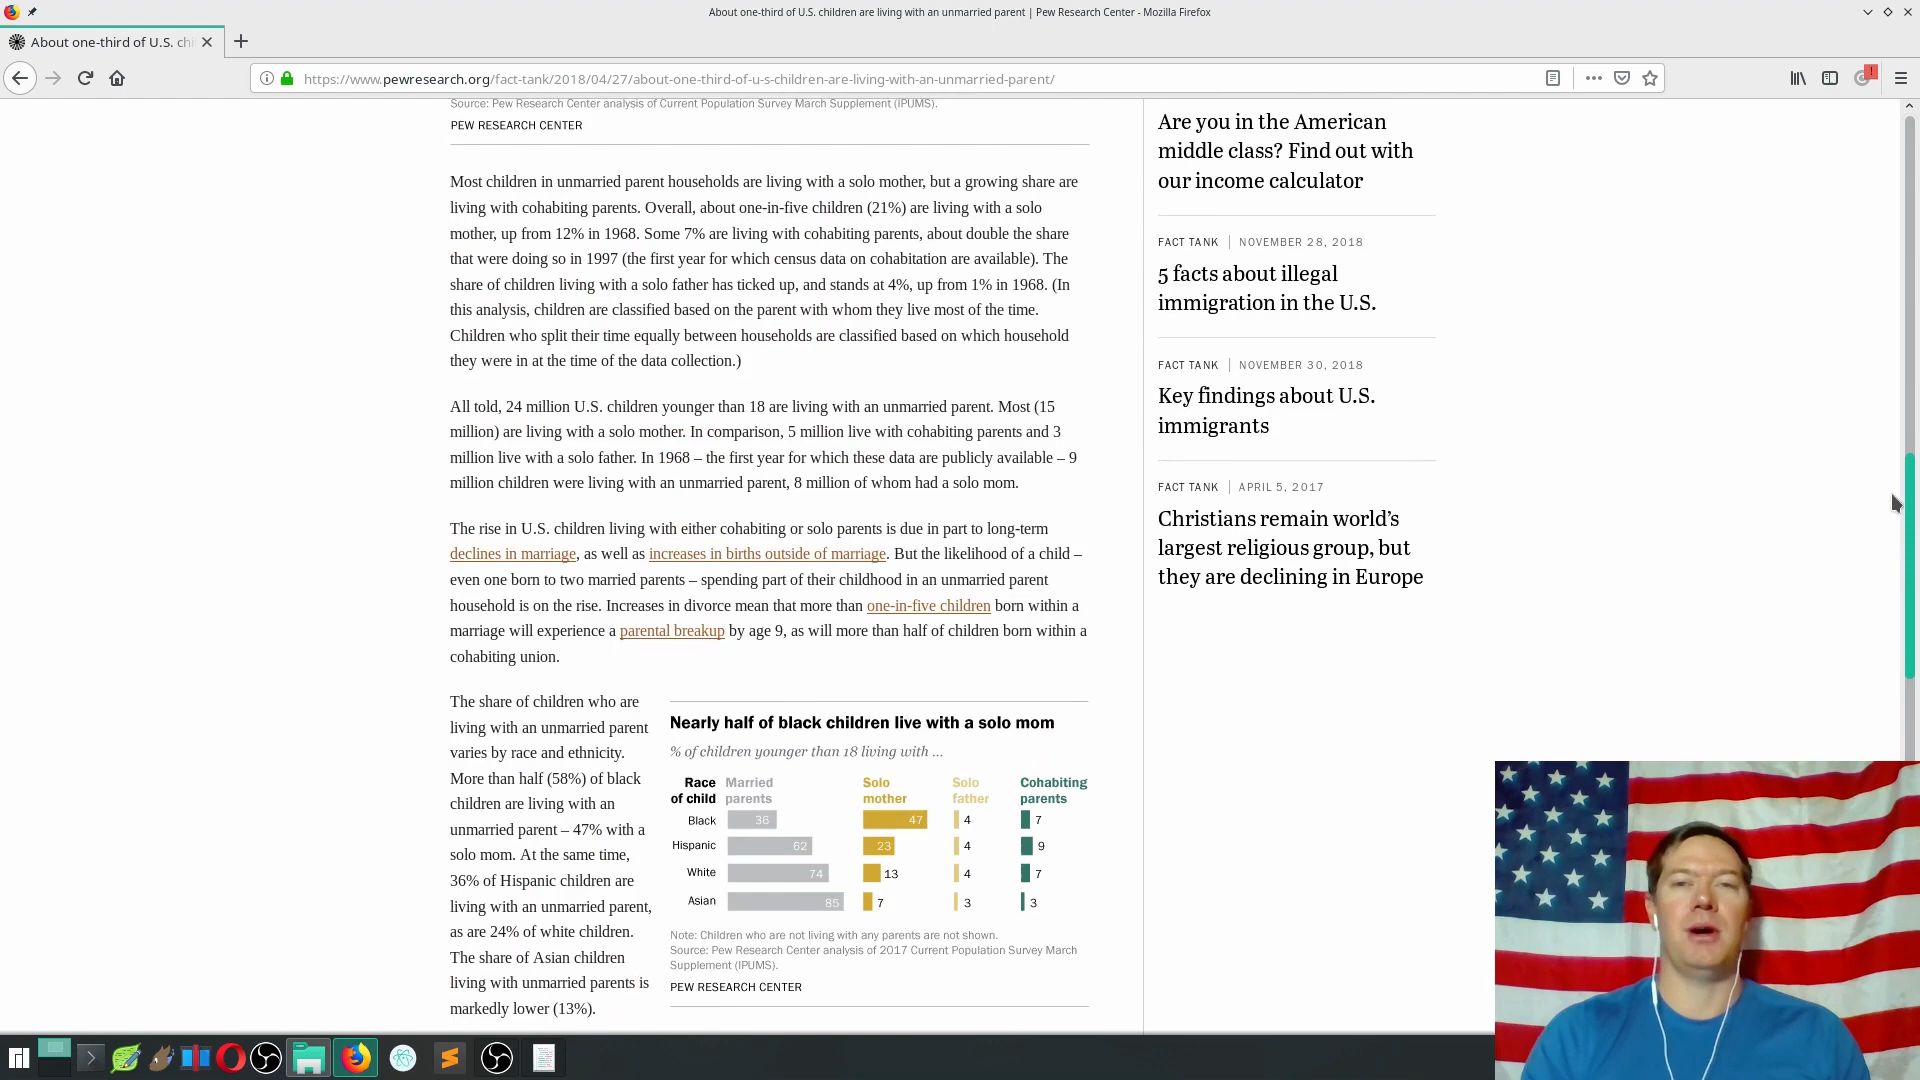 About one-third of U.S. children are living with an unmarried parent | Pew Research Center - Mozilla Firefox
About one-third of U.S. chi
https://www.pewresearch.org/fact-tank/2018/04/27/about-one-third-of-u-s-children-are-living-with-an-unmarried-parent/
Source: Pew Research Center analysis of Current Population Survey March Supplement (IPUMS).
PEW RESEARCH CENTER
Most children in unmarried parent households are living with a solo mother, but a growing share are
living with cohabiting parents. Overall, about one-in-five children (21%) are living with a solo
mother, up from 12% in 1968. Some 7% are living with cohabiting parents, about double the share
that were doing so in 1997 (the first year for which census data on cohabitation are available). The
share of children living with a solo father has ticked up, and stands at 4%, up from 1% in 1968. (In
this analysis, children are classified based on the parent with whom they live most of the time.
Children who split their time equally between households are classified based on which household
they were in at the time of the data collection.)
All told, 24 million U.S. children younger than 18 are living with an unmarried parent. Most (15
million) are living with a solo mother. In comparison, 5 million live with cohabiting parents and 3
million live with a solo father. In 1968 – the first year for which these data are publicly available – 9
million children were living with an unmarried parent, 8 million of whom had a solo mom.
The rise in U.S. children living with either cohabiting or solo parents is due in part to long-term
declines in marriage, as well as increases in births outside of marriage. But the likelihood of a child –
even one born to two married parents – spending part of their childhood in an unmarried parent
household is on the rise. Increases in divorce mean that more than one-in-five children born within a
marriage will experience a parental breakup by age 9, as will more than half of children born within a
cohabiting union.
The share of children who are
living with an unmarried parent
varies by race and ethnicity.
More than half (58%) of black
children are living with an
unmarried parent – 47% with a
solo mom. At the same time,
36% of Hispanic children are
living with an unmarried parent,
as are 24% of white children.
The share of Asian children
living with unmarried parents is
markedly lower (13%).
Nearly half of black children live with a solo mom
% of children younger than 18 living with ...
Race of child Married parents Solo mother Solo father Cohabiting parents
Black 36 47 4 7
Hispanic 62 23 4 9
White 74 13 4 7
Asian 85 7 3 3
Note: Children who are not living with any parents are not shown.
Source: Pew Research Center analysis of 2017 Current Population Survey March
Supplement (IPUMS).
PEW RESEARCH CENTER
Are you in the American
middle class? Find out with
our income calculator
FACT TANK | NOVEMBER 28, 2018
5 facts about illegal
immigration in the U.S.
FACT TANK | NOVEMBER 30, 2018
Key findings about U.S.
immigrants
FACT TANK | APRIL 5, 2017
Christians remain world's
largest religious group, but
they are declining in Europe